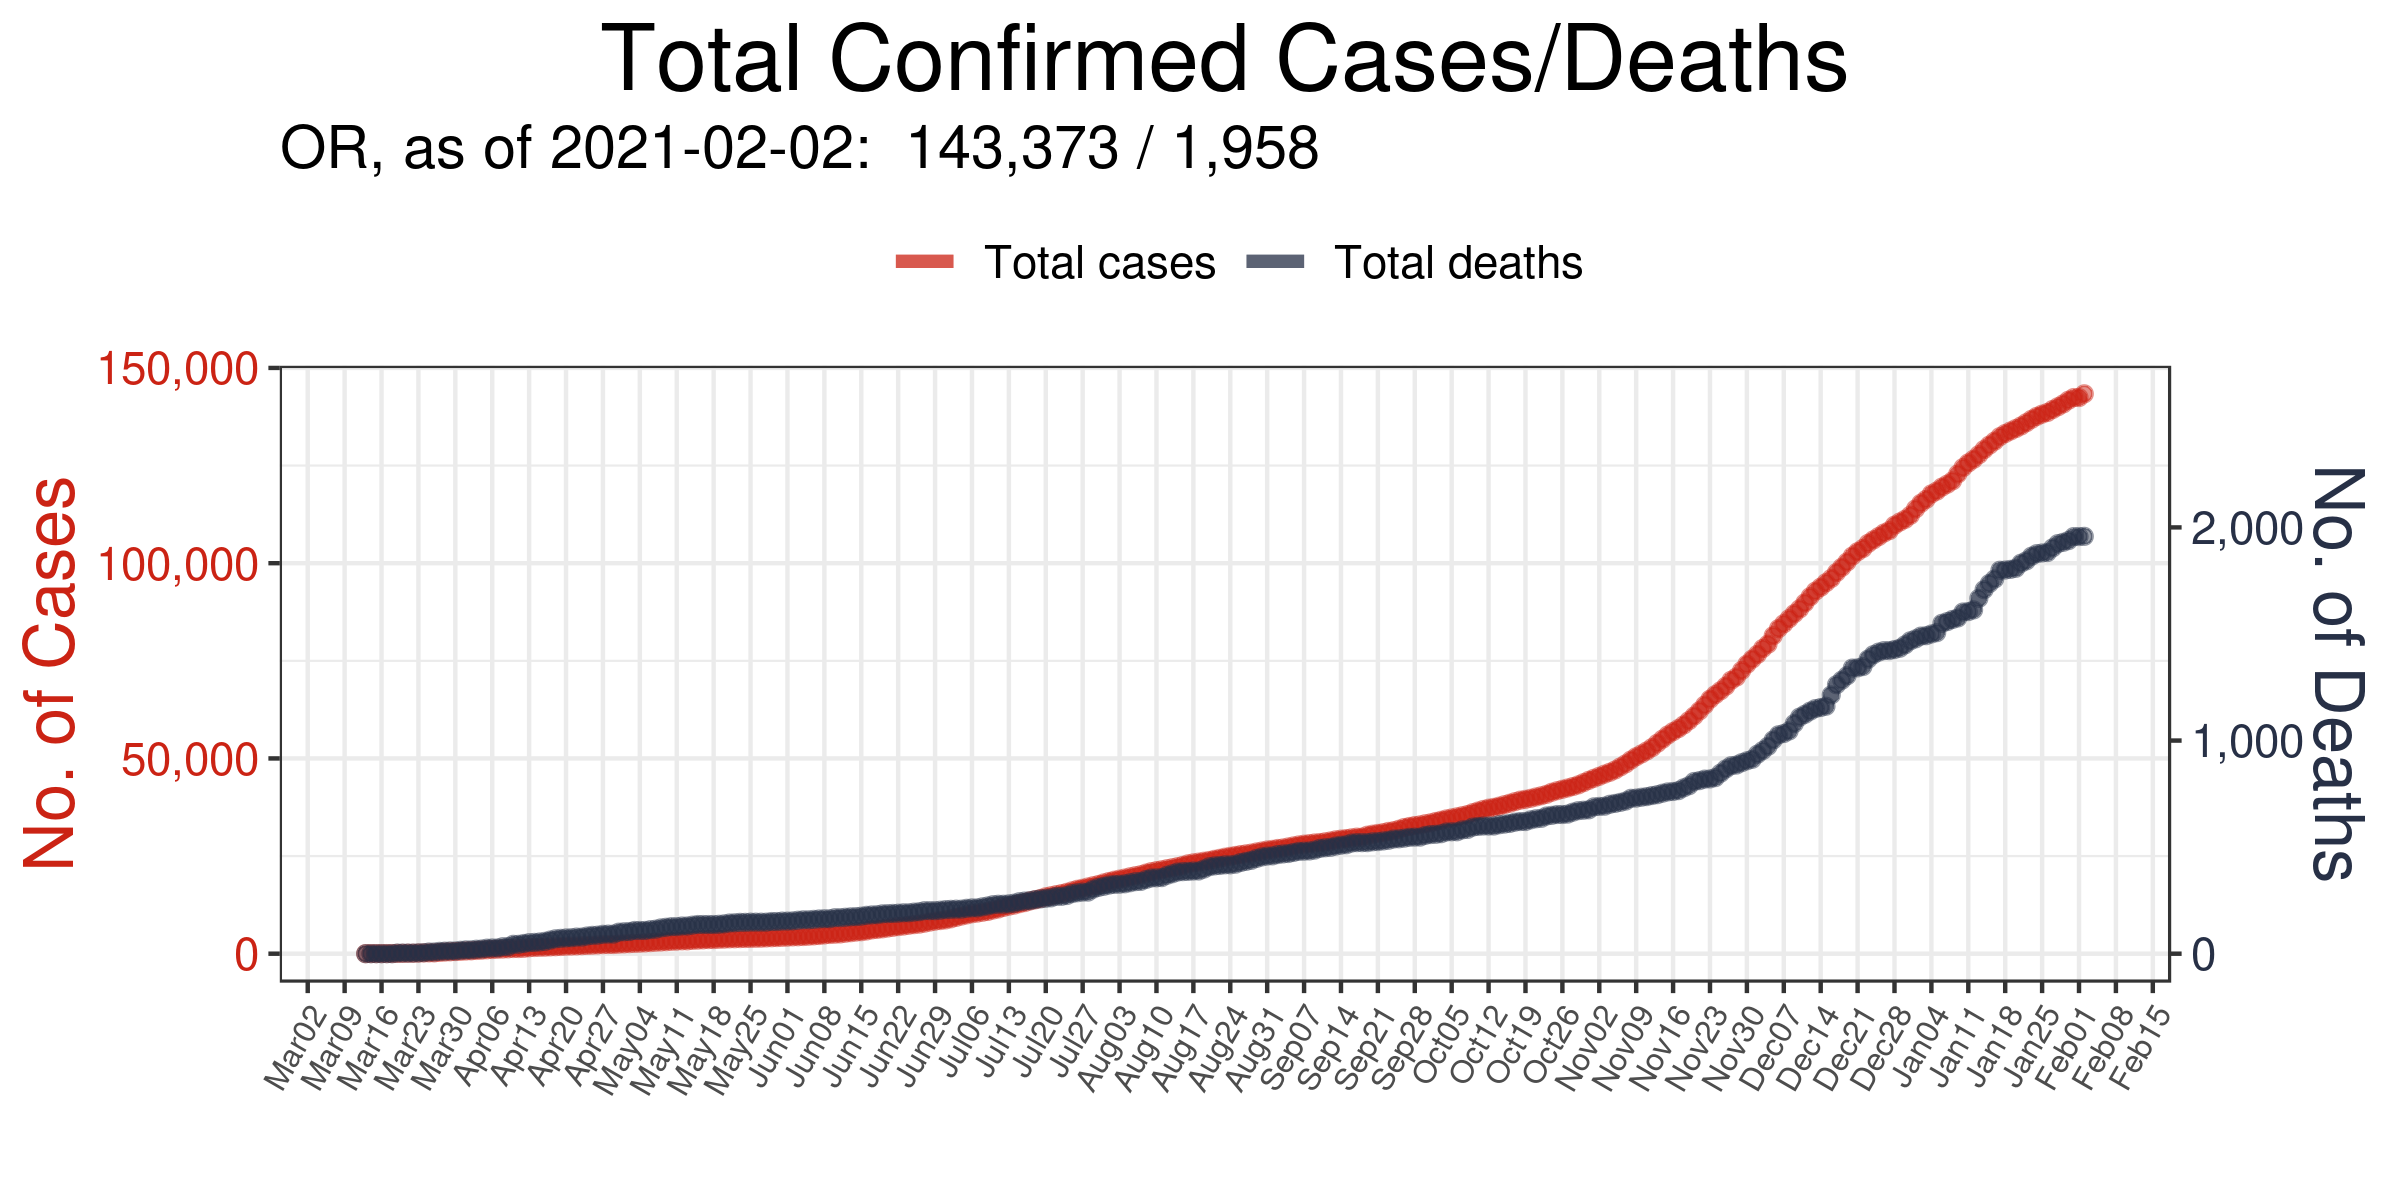 Total Confirmed Cases/Deaths
OR, as of 2021-02-02:  143,373 / 1,958
Total cases
Total deaths
No. of Cases
150,000
100,000
50,000
0
2,000
1,000
0
No. of Deaths
Mar02
Mar09
Mar16
Mar23
Mar30
Apr06
Apr13
Apr20
Apr27
May04
May11
May18
May25
Jun01
Jun08
Jun15
Jun22
Jun29
Jul06
Jul13
Jul20
Jul27
Aug03
Aug10
Aug17
Aug24
Aug31
Sep07
Sep14
Sep21
Sep28
Oct05
Oct12
Oct19
Oct26
Nov02
Nov09
Nov16
Nov23
Nov30
Dec07
Dec14
Dec21
Dec28
Jan04
Jan11
Jan18
Jan25
Feb01
Feb08
Feb15